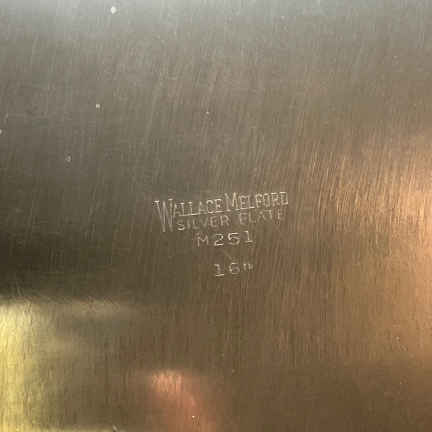 WALLACE MELFORD
SILVER PLATE
M251
16"